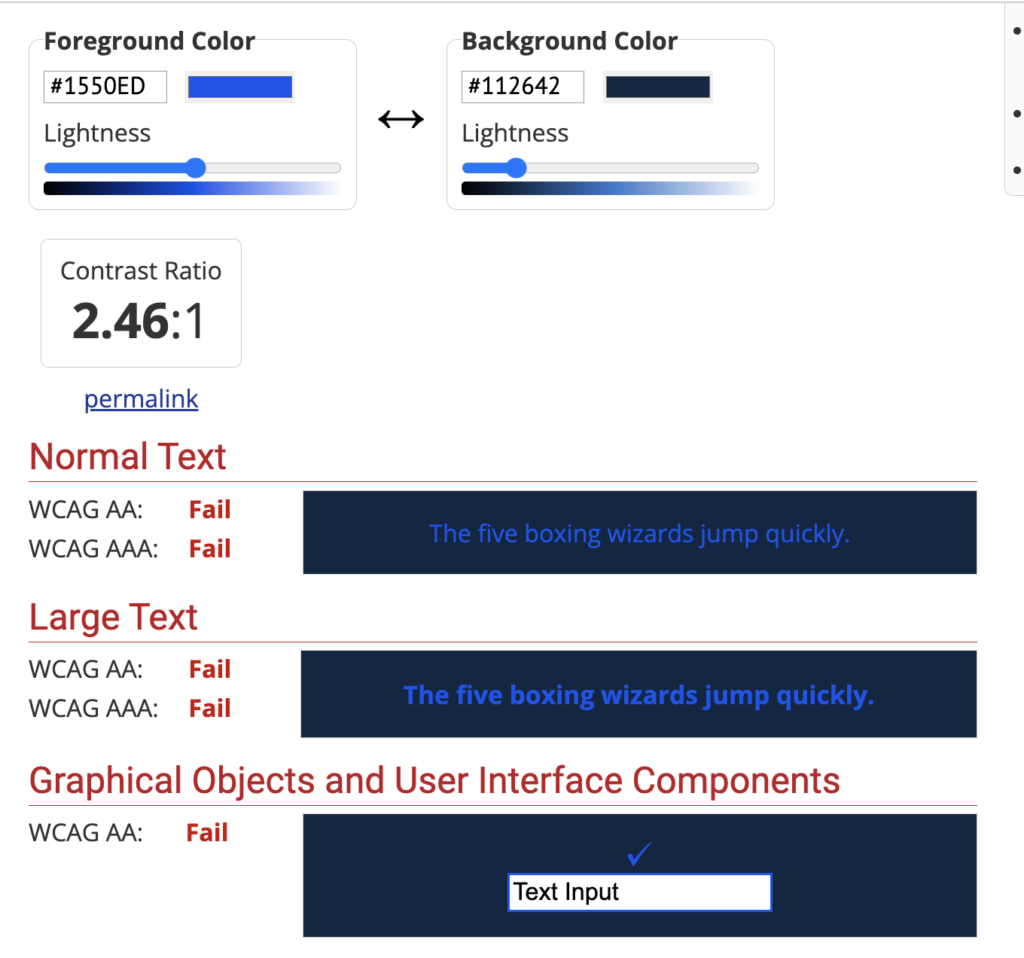 Foreground Color
#1550ED
Lightness
Background Color
#112642
Lightness
Contrast Ratio
2.46:1
permalink
Normal Text
WCAG AA: Fail
WCAG AAA: Fail
The five boxing wizards jump quickly.
Large Text
WCAG AA: Fail
WCAG AAA: Fail
The five boxing wizards jump quickly.
Graphical Objects and User Interface Components
WCAG AA: Fail
✓
Text Input